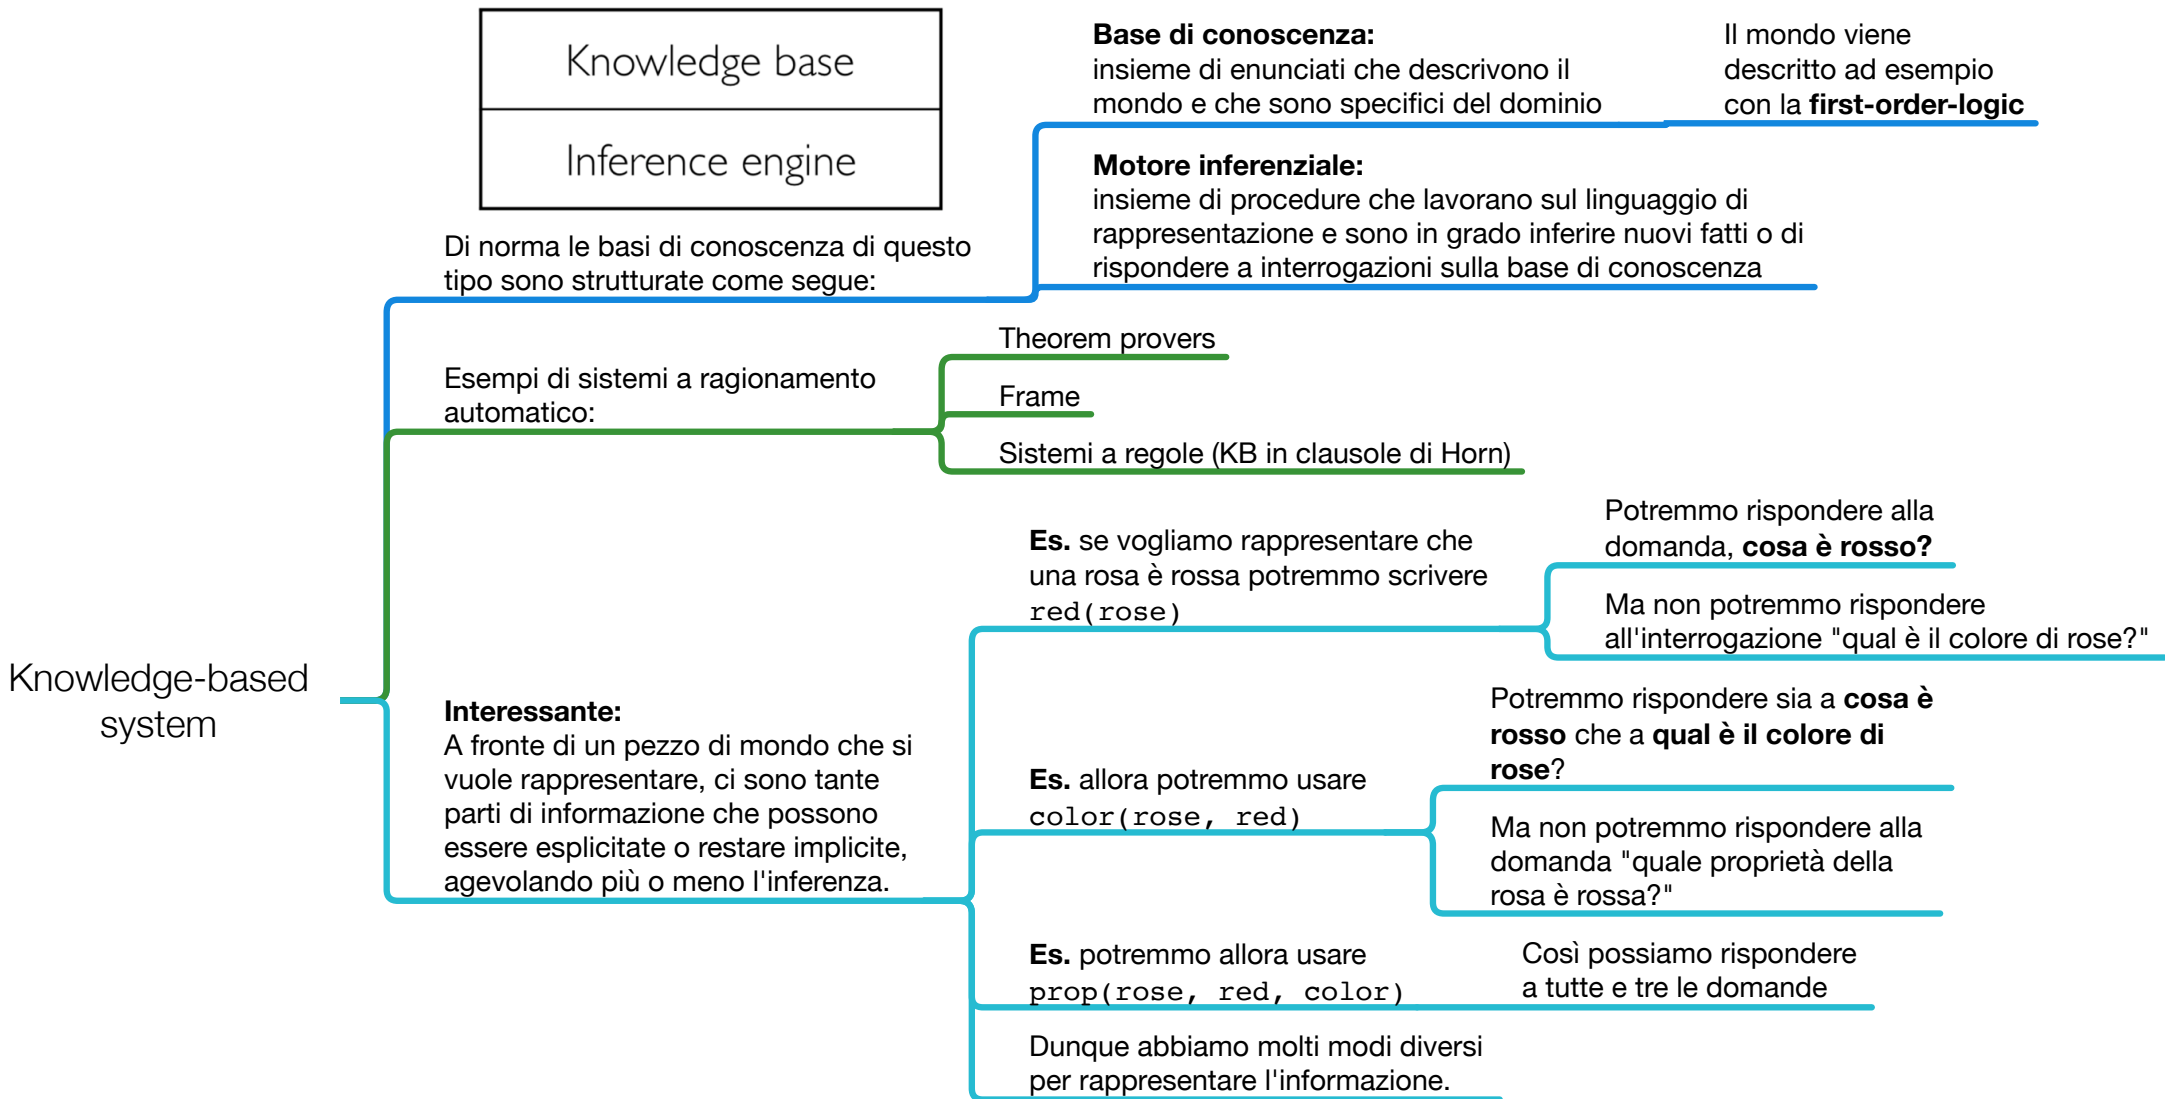 Knowledge-based
system
Knowledge base
Inference engine
Di norma le basi di conoscenza di questo
tipo sono strutturate come segue:
Base di conoscenza:
insieme di enunciati che descrivono il
mondo e che sono specifici del dominio
Il mondo viene
descritto ad esempio
con la first-order-logic
Motore inferenziale:
insieme di procedure che lavorano sul linguaggio di
rappresentazione e sono in grado inferire nuovi fatti o di
rispondere a interrogazioni sulla base di conoscenza
Esempi di sistemi a ragionamento
automatico:
Theorem provers
Frame
Sistemi a regole (KB in clausole di Horn)
Interessante:
A fronte di un pezzo di mondo che si
vuole rappresentare, ci sono tante
parti di informazione che possono
essere esplicitate o restare implicite,
agevolando più o meno l'inferenza.
Es. se vogliamo rappresentare che
una rosa è rossa potremmo scrivere
red(rose)
Potremmo rispondere alla
domanda, cosa è rosso?
Ma non potremmo rispondere
all'interrogazione "qual è il colore di rose?"
Es. allora potremmo usare
color(rose, red)
Potremmo rispondere sia a cosa è
rosso che a qual è il colore di
rose?
Ma non potremmo rispondere alla
domanda "quale proprietà della
rosa è rossa?"
Es. potremmo allora usare
prop(rose, red, color)
Così possiamo rispondere
a tutte e tre le domande
Dunque abbiamo molti modi diversi
per rappresentare l'informazione.